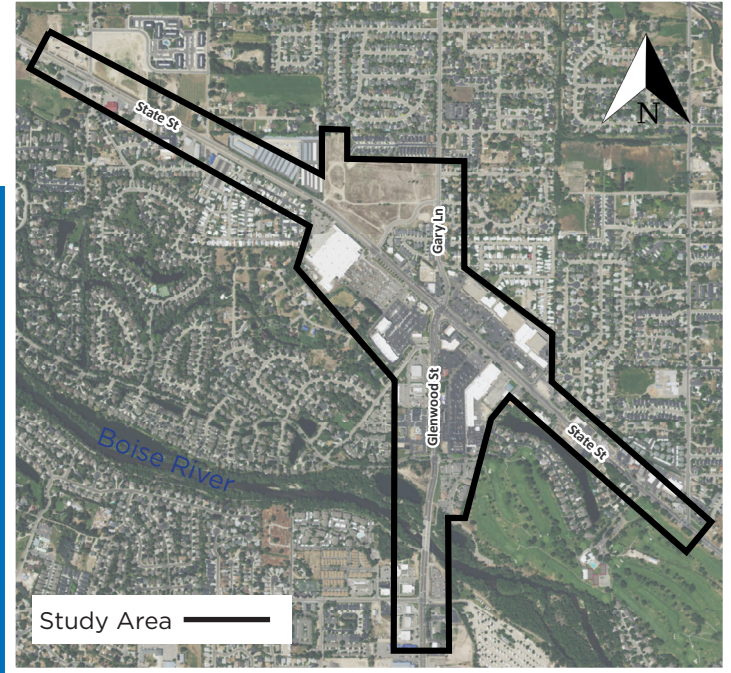 State St
N
Gary Ln
Glenwood St
State St
Boise River
Study Area